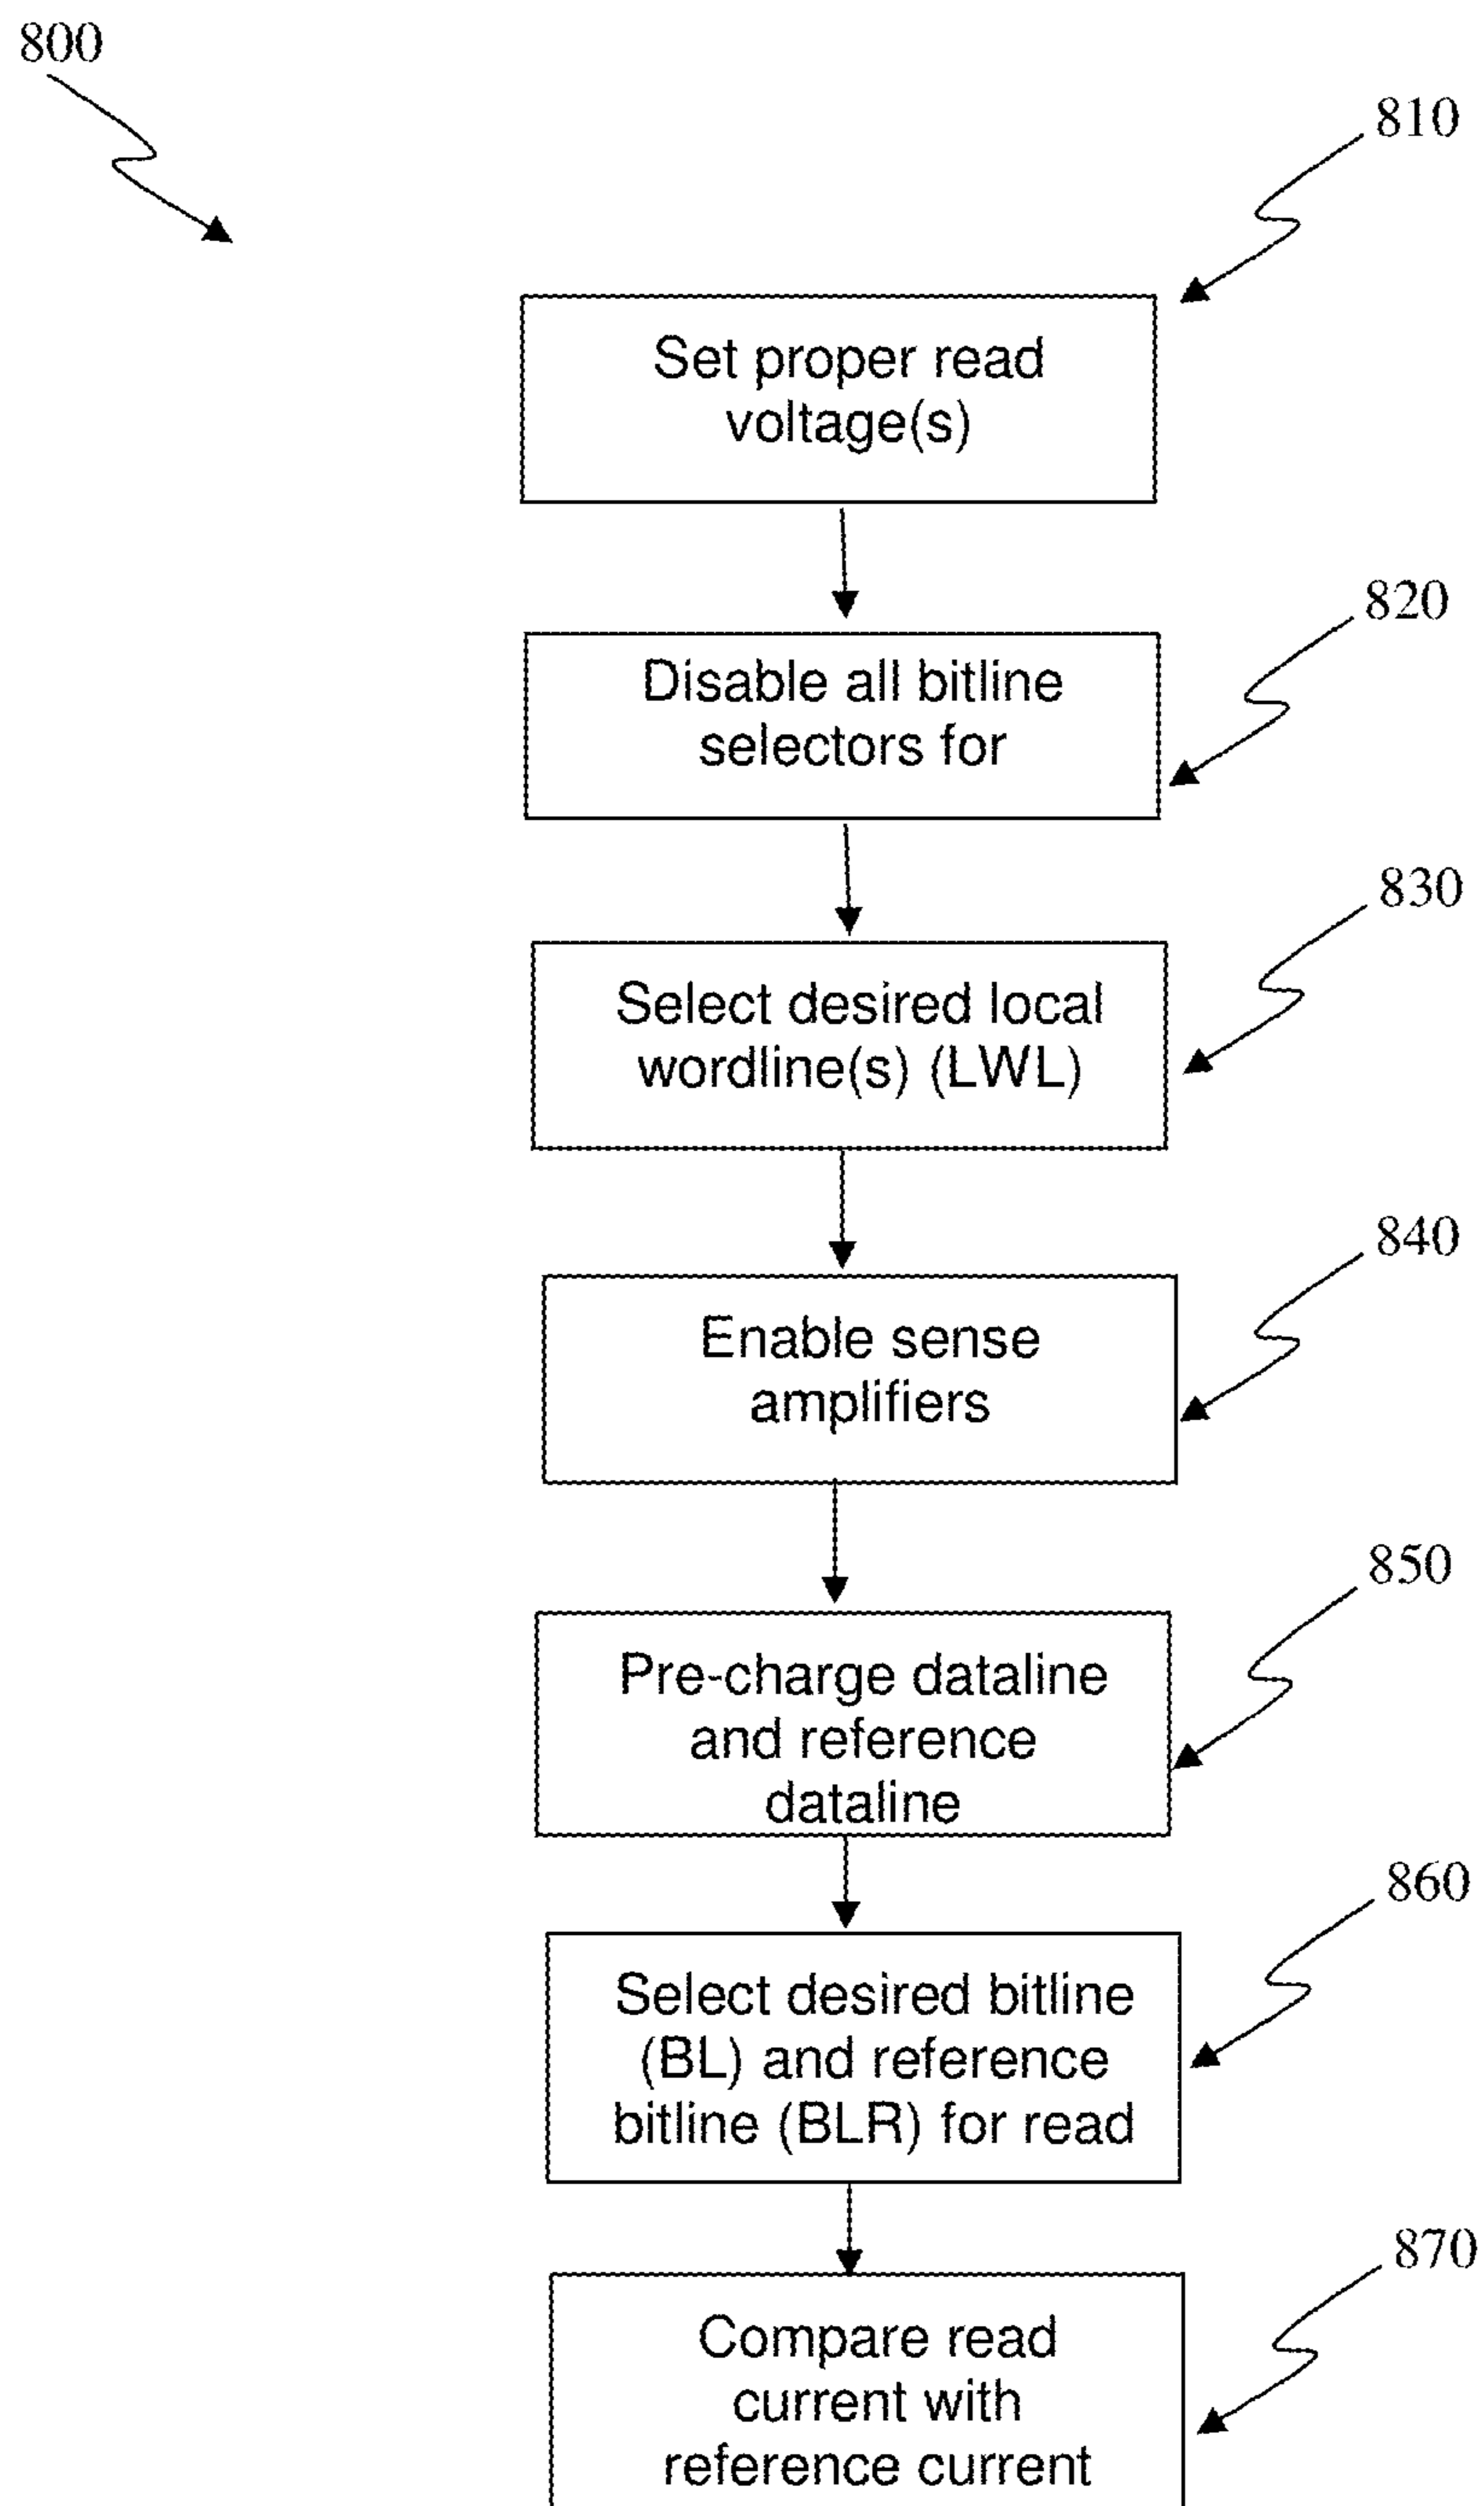 800
810
Set proper read
voltage(s)
820
Disable all bitline
selectors for
830
Select desired local
wordline(s) (LWL)
840
Enable sense
amplifiers
850
Pre-charge dataline
and reference
dataline
860
Select desired bitline
(BL) and reference
bitline (BLR) for read
870
Compare read
current with
reference current